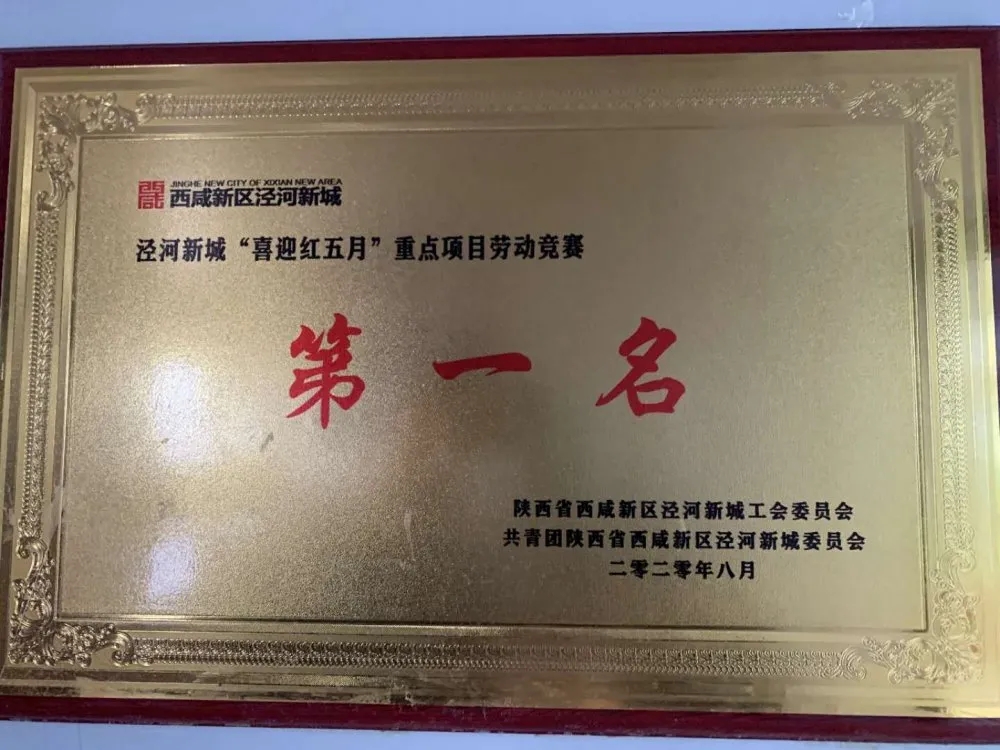 JINGHE NEW CITY OF XIXIAN NEW AREA
西咸
西咸新区泾河新城
泾河新城“喜迎红五月”重点项目劳动竞赛
第一名
陕西省西咸新区泾河新城工会委员会
共青团陕西省西咸新区泾河新城委员会
二零二零年八月